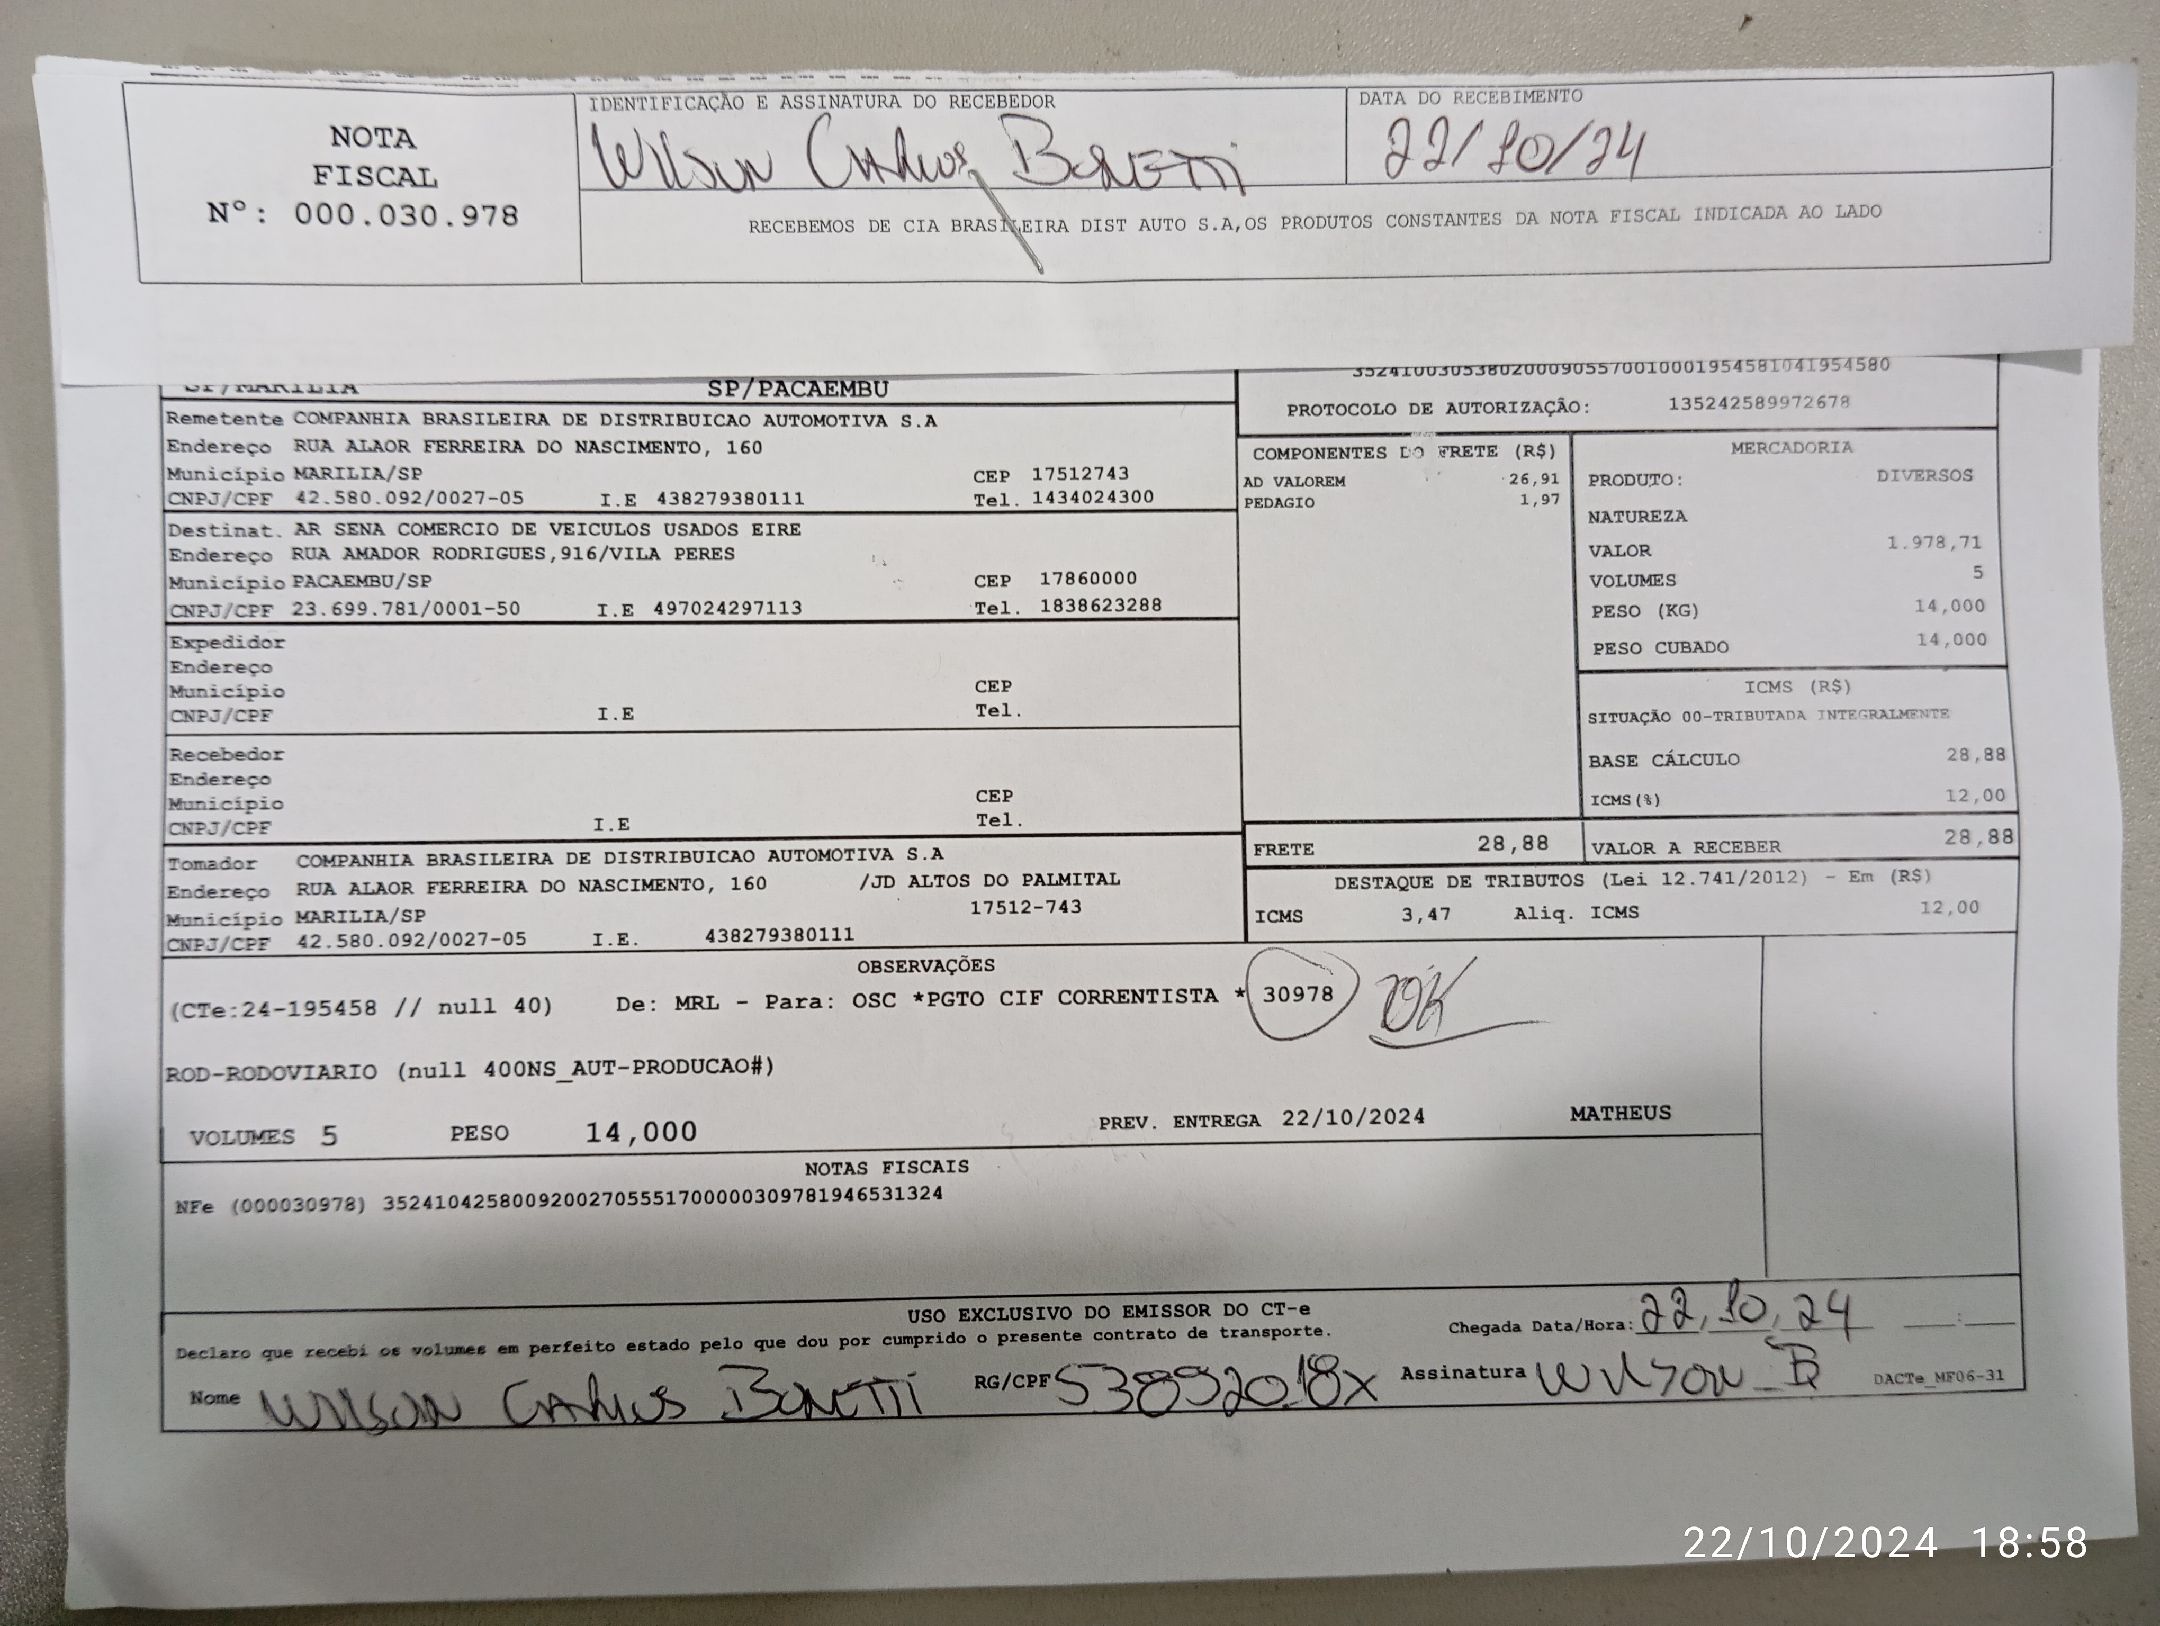 NOTA
FISCAL
Nº: 000.030.978
IDENTIFICAÇÃO E ASSINATURA DO RECEBEDOR
Wilson Carlos Bonetti
DATA DO RECEBIMENTO
22/10/24
RECEBEMOS DE CIA BRASILEIRA DIST AUTO S.A,OS PRODUTOS CONSTANTES DA NOTA FISCAL INDICADA AO LADO
SP/MARILIA SP/PACAEMBU
Remetente COMPANHIA BRASILEIRA DE DISTRIBUICAO AUTOMOTIVA S.A
Endereço RUA ALAOR FERREIRA DO NASCIMENTO, 160
Município MARILIA/SP CEP 17512743
CNPJ/CPF 42.580.092/0027-05 I.E 438279380111 Tel. 1434024300
Destinat. AR SENA COMERCIO DE VEICULOS USADOS EIRE
Endereço RUA AMADOR RODRIGUES,916/VILA PERES
Município PACAEMBU/SP CEP 17860000
CNPJ/CPF 23.699.781/0001-50 I.E 497024297113 Tel. 1838623288
Expedidor
Endereço
Município CEP
CNPJ/CPF I.E Tel.
Recebedor
Endereço
Município CEP
CNPJ/CPF I.E Tel.
Tomador COMPANHIA BRASILEIRA DE DISTRIBUICAO AUTOMOTIVA S.A
Endereço RUA ALAOR FERREIRA DO NASCIMENTO, 160 /JD ALTOS DO PALMITAL
Município MARILIA/SP 17512-743
CNPJ/CPF 42.580.092/0027-05 I.E. 438279380111
35241003053802000905570010001954581041954580
PROTOCOLO DE AUTORIZAÇÃO: 135242589972678
COMPONENTES DO FRETE (R$)
AD VALOREM 26,91
PEDAGIO 1,97
MERCADORIA
PRODUTO: DIVERSOS
NATUREZA
VALOR 1.978,71
VOLUMES 5
PESO (KG) 14,000
PESO CUBADO 14,000
ICMS (R$)
SITUAÇÃO 00-TRIBUTADA INTEGRALMENTE
BASE CÁLCULO 28,88
ICMS(%) 12,00
FRETE 28,88 VALOR A RECEBER 28,88
DESTAQUE DE TRIBUTOS (Lei 12.741/2012) - Em (R$)
ICMS 3,47 Aliq. ICMS 12,00
OBSERVAÇÕES
(CTe:24-195458 // null 40) De: MRL - Para: OSC *PGTO CIF CORRENTISTA * 30978 OK
ROD-RODOVIARIO (null 400NS_AUT-PRODUCAO#)
VOLUMES 5 PESO 14,000 PREV. ENTREGA 22/10/2024 MATHEUS
NOTAS FISCAIS
NFe (000030978) 35241042580092002705551700000309781946531324
USO EXCLUSIVO DO EMISSOR DO CT-e
Declaro que recebi os volumes em perfeito estado pelo que dou por cumprido o presente contrato de transporte. Chegada Data/Hora: 22,10,24 __:__
Nome Wilson Carlos Bonetti RG/CPF 53892018X Assinatura Wilson B DACTe_MF06-31
22/10/2024 18:58